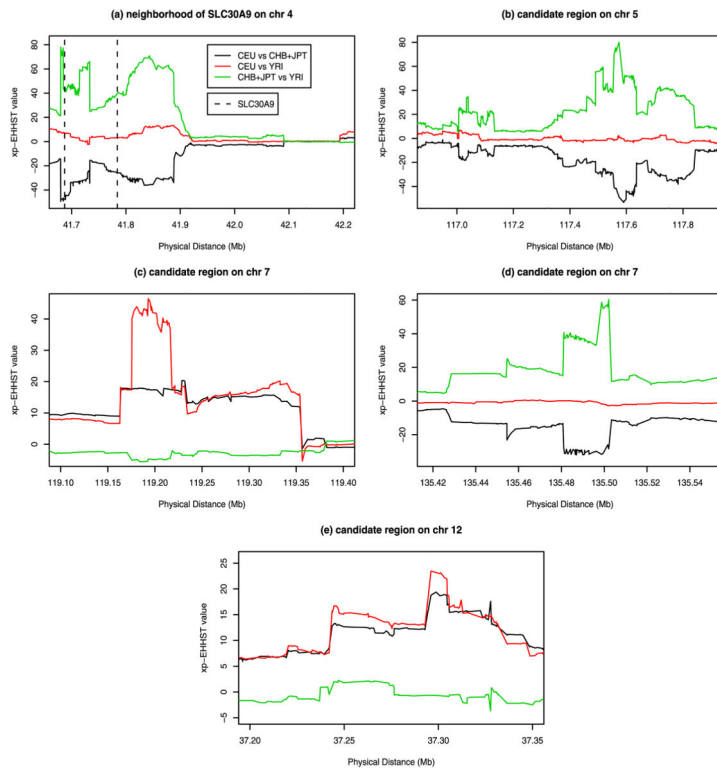 (a) neighborhood of SLC30A9 on chr 4
xp−EHHST value
80
60
40
20
0
−20
−40
CEU vs CHB+JPT
CEU vs YRI
CHB+JPT vs YRI
SLC30A9
41.7 41.8 41.9 42.0 42.1 42.2
Physical Distance (Mb)
(b) candidate region on chr 5
xp−EHHST value
80
60
40
20
0
−20
−40
117.0 117.2 117.4 117.6 117.8
Physical Distance (Mb)
(c) candidate region on chr 7
xp−EHHST value
40
30
20
10
0
119.10 119.15 119.20 119.25 119.30 119.35 119.40
Physical Distance (Mb)
(d) candidate region on chr 7
xp−EHHST value
60
40
20
0
−20
135.42 135.44 135.46 135.48 135.50 135.52 135.54
Physical Distance (Mb)
(e) candidate region on chr 12
xp−EHHST value
25
20
15
10
5
0
−5
37.20 37.25 37.30 37.35
Physical Distance (Mb)